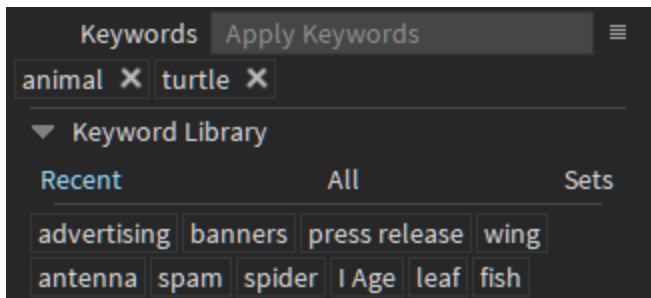 Keywords Apply Keywords
animal turtle
Keyword Library
Recent All Sets
advertising banners press release wing
antenna spam spider I Age leaf fish